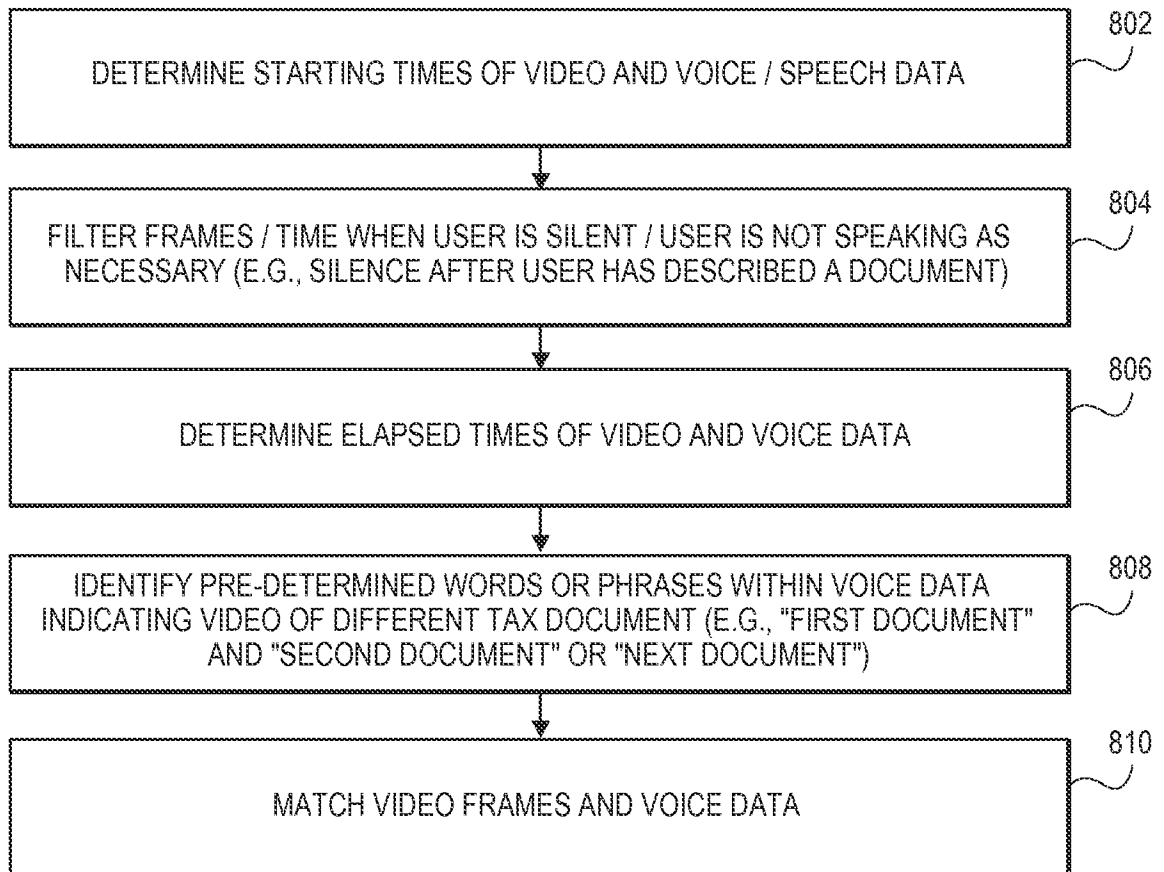 802
DETERMINE STARTING TIMES OF VIDEO AND VOICE / SPEECH DATA
804
FILTER FRAMES / TIME WHEN USER IS SILENT / USER IS NOT SPEAKING AS
NECESSARY (E.G., SILENCE AFTER USER HAS DESCRIBED A DOCUMENT)
806
DETERMINE ELAPSED TIMES OF VIDEO AND VOICE DATA
808
IDENTIFY PRE-DETERMINED WORDS OR PHRASES WITHIN VOICE DATA
INDICATING VIDEO OF DIFFERENT TAX DOCUMENT (E.G., "FIRST DOCUMENT"
AND "SECOND DOCUMENT" OR "NEXT DOCUMENT")
810
MATCH VIDEO FRAMES AND VOICE DATA